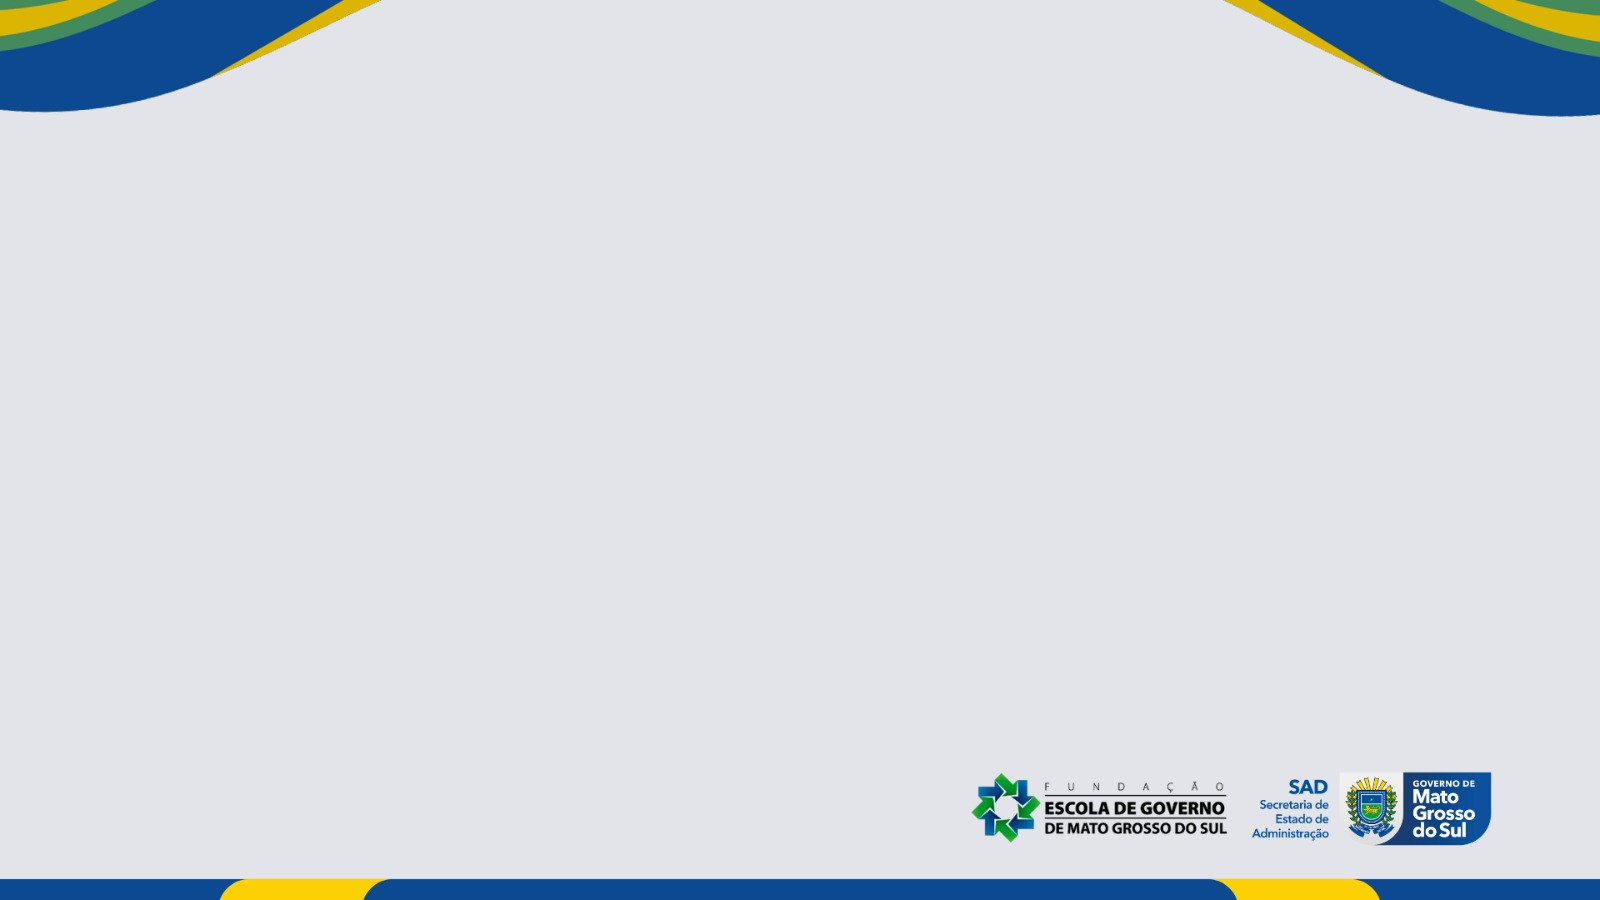 FUNDAÇÃO
ESCOLA DE GOVERNO
DE MATO GROSSO DO SUL
SAD
Secretaria de
Estado de
Administração
GOVERNO DE
Mato
Grosso
do Sul